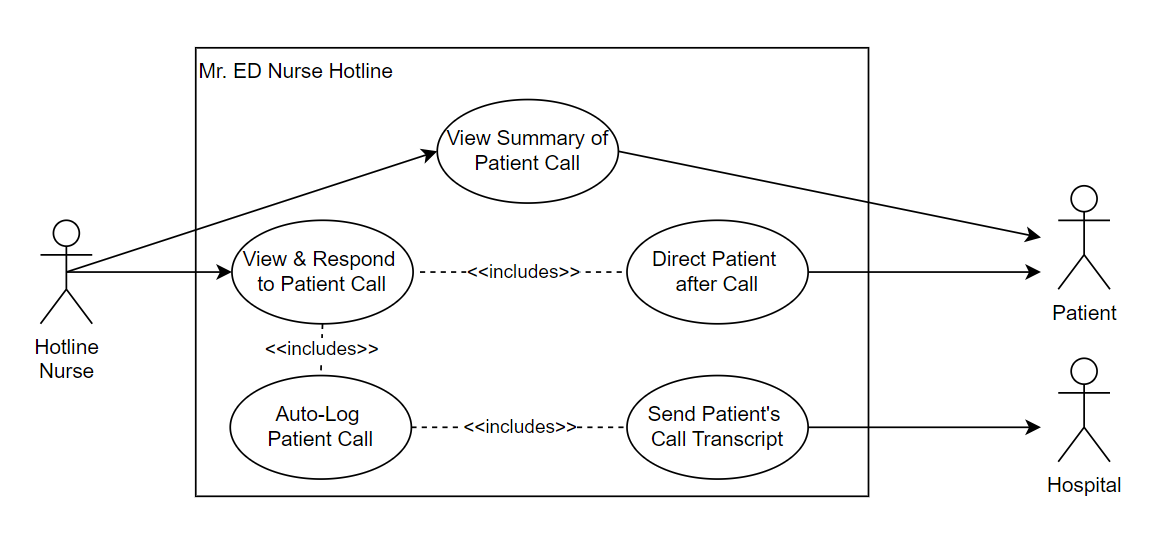 Mr. ED Nurse Hotline
View Summary of
Patient Call
View & Respond
to Patient Call
<<includes>>
Direct Patient
after Call
Patient
Hotline
Nurse
<<includes>>
Auto-Log
Patient Call
<<includes>>
Send Patient's
Call Transcript
Hospital